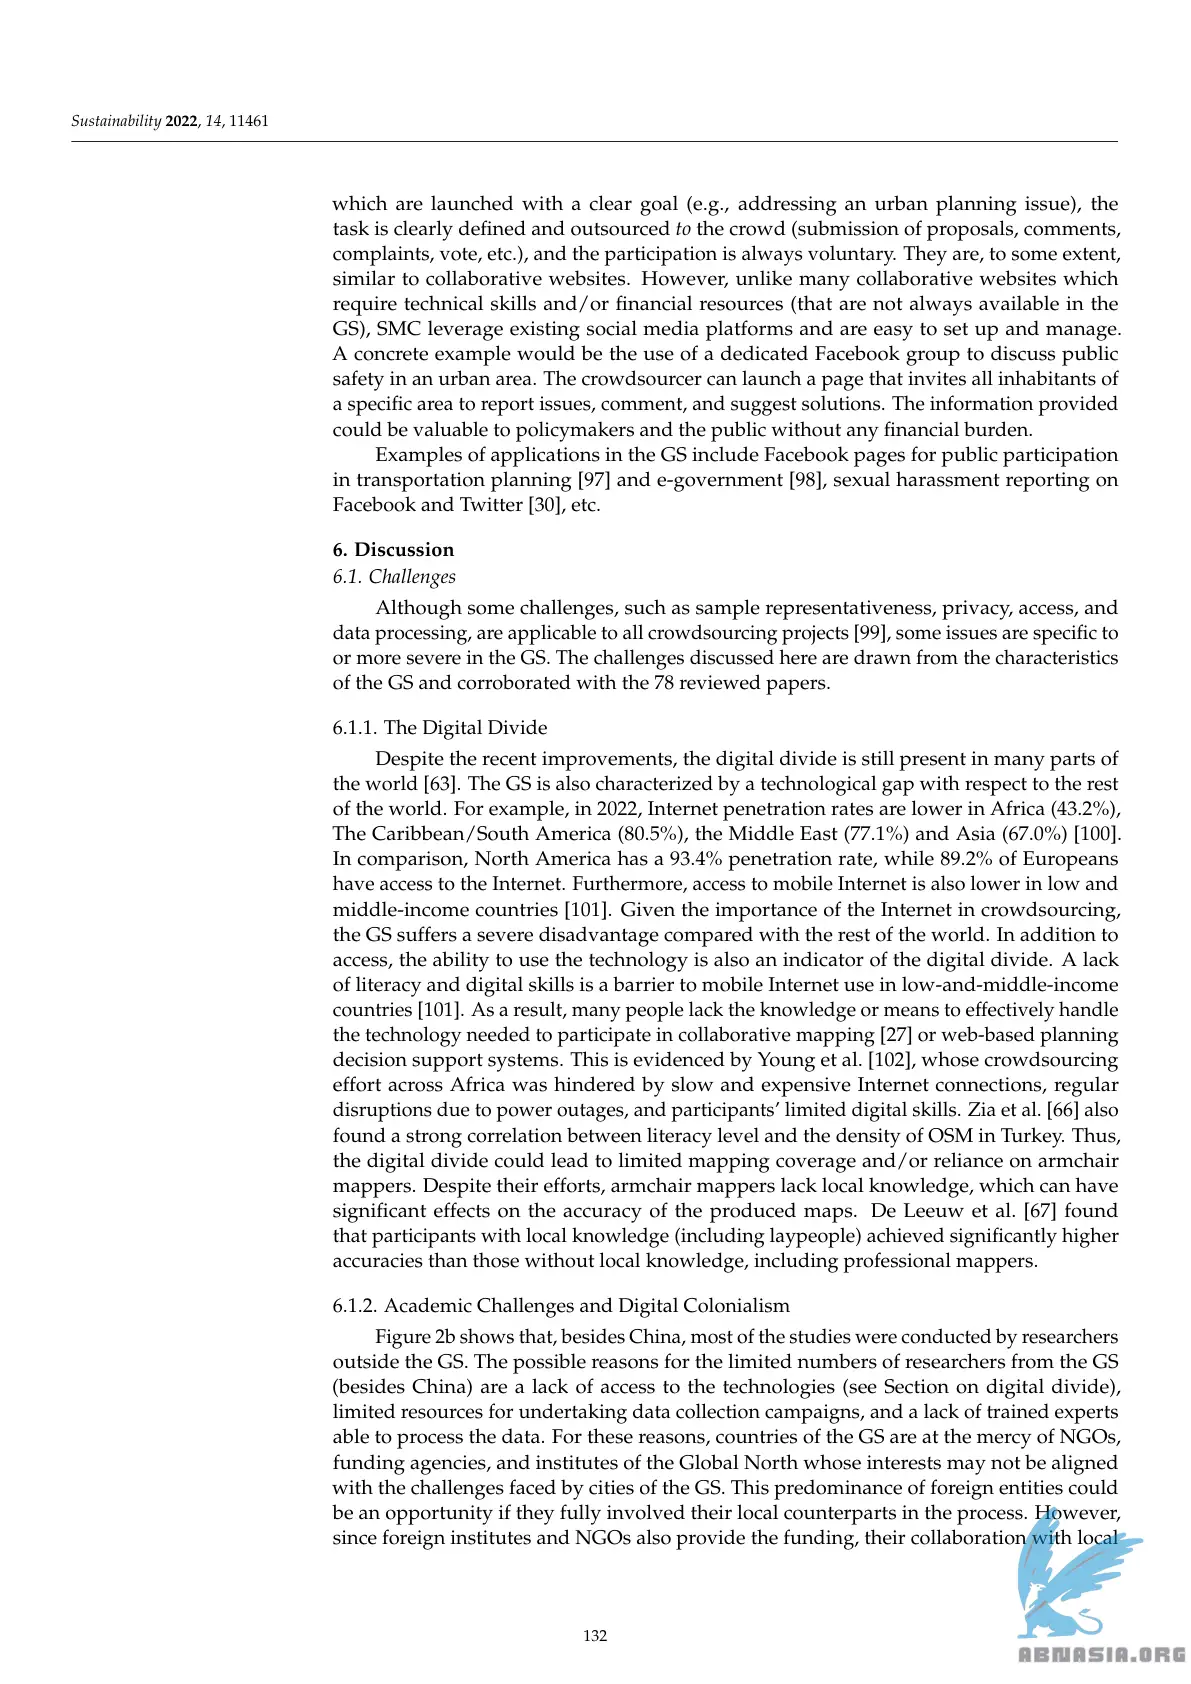 Sustainability 2022, 14, 11461
which are launched with a clear goal (e.g., addressing an urban planning issue), the
task is clearly defined and outsourced to the crowd (submission of proposals, comments,
complaints, vote, etc.), and the participation is always voluntary. They are, to some extent,
similar to collaborative websites. However, unlike many collaborative websites which
require technical skills and/or financial resources (that are not always available in the
GS), SMC leverage existing social media platforms and are easy to set up and manage.
A concrete example would be the use of a dedicated Facebook group to discuss public
safety in an urban area. The crowdsourcer can launch a page that invites all inhabitants of
a specific area to report issues, comment, and suggest solutions. The information provided
could be valuable to policymakers and the public without any financial burden.
Examples of applications in the GS include Facebook pages for public participation
in transportation planning [97] and e-government [98], sexual harassment reporting on
Facebook and Twitter [30], etc.
6. Discussion
6.1. Challenges
Although some challenges, such as sample representativeness, privacy, access, and
data processing, are applicable to all crowdsourcing projects [99], some issues are specific to
or more severe in the GS. The challenges discussed here are drawn from the characteristics
of the GS and corroborated with the 78 reviewed papers.
6.1.1. The Digital Divide
Despite the recent improvements, the digital divide is still present in many parts of
the world [63]. The GS is also characterized by a technological gap with respect to the rest
of the world. For example, in 2022, Internet penetration rates are lower in Africa (43.2%),
The Caribbean/South America (80.5%), the Middle East (77.1%) and Asia (67.0%) [100].
In comparison, North America has a 93.4% penetration rate, while 89.2% of Europeans
have access to the Internet. Furthermore, access to mobile Internet is also lower in low and
middle-income countries [101]. Given the importance of the Internet in crowdsourcing,
the GS suffers a severe disadvantage compared with the rest of the world. In addition to
access, the ability to use the technology is also an indicator of the digital divide. A lack
of literacy and digital skills is a barrier to mobile Internet use in low-and-middle-income
countries [101]. As a result, many people lack the knowledge or means to effectively handle
the technology needed to participate in collaborative mapping [27] or web-based planning
decision support systems. This is evidenced by Young et al. [102], whose crowdsourcing
effort across Africa was hindered by slow and expensive Internet connections, regular
disruptions due to power outages, and participants’ limited digital skills. Zia et al. [66] also
found a strong correlation between literacy level and the density of OSM in Turkey. Thus,
the digital divide could lead to limited mapping coverage and/or reliance on armchair
mappers. Despite their efforts, armchair mappers lack local knowledge, which can have
significant effects on the accuracy of the produced maps. De Leeuw et al. [67] found
that participants with local knowledge (including laypeople) achieved significantly higher
accuracies than those without local knowledge, including professional mappers.
6.1.2. Academic Challenges and Digital Colonialism
Figure 2b shows that, besides China, most of the studies were conducted by researchers
outside the GS. The possible reasons for the limited numbers of researchers from the GS
(besides China) are a lack of access to the technologies (see Section on digital divide),
limited resources for undertaking data collection campaigns, and a lack of trained experts
able to process the data. For these reasons, countries of the GS are at the mercy of NGOs,
funding agencies, and institutes of the Global North whose interests may not be aligned
with the challenges faced by cities of the GS. This predominance of foreign entities could
be an opportunity if they fully involved their local counterparts in the process. However,
since foreign institutes and NGOs also provide the funding, their collaboration with local
132
ABNASIA.ORG